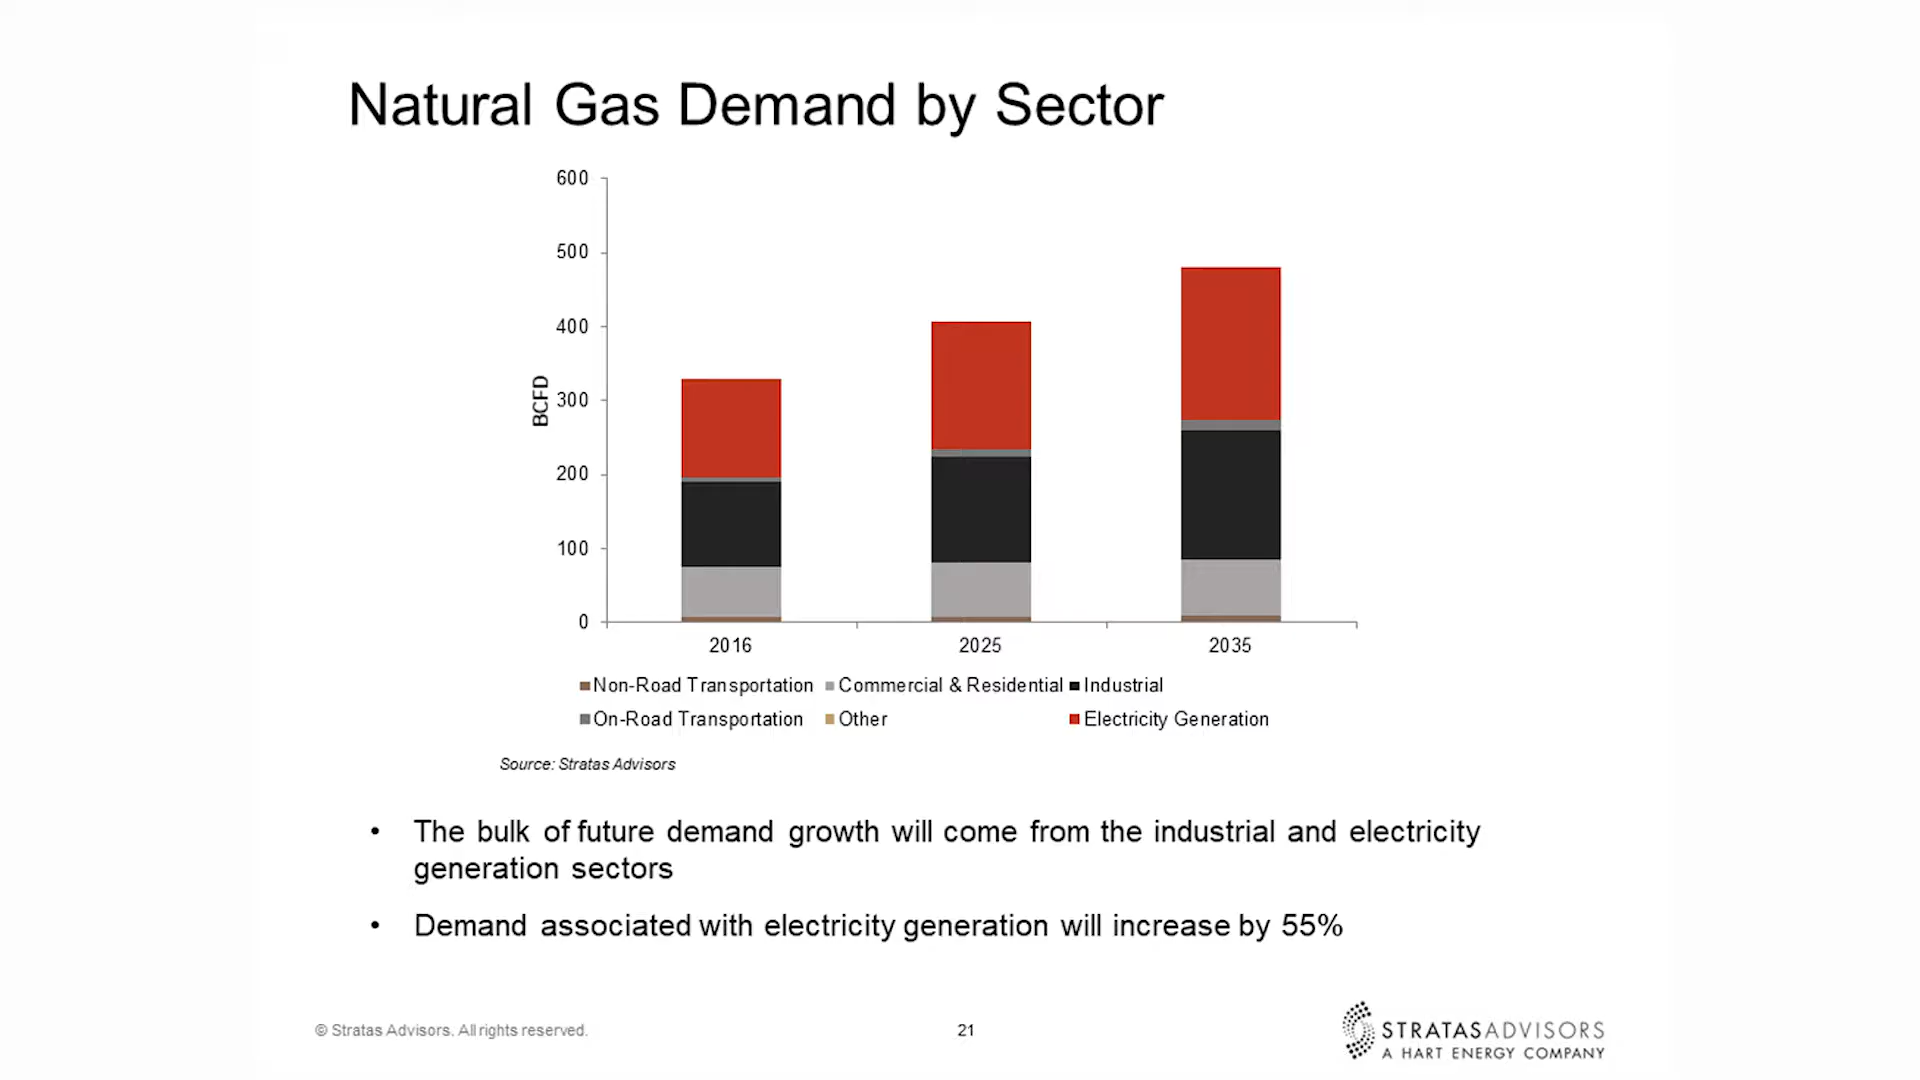 Natural Gas Demand by Sector
600
500
400
300
200
100
0
BCFD
2016 2025 2035
Non-Road Transportation Commercial & Residential Industrial
On-Road Transportation Other Electricity Generation
Source: Stratas Advisors
• The bulk of future demand growth will come from the industrial and electricity
generation sectors
• Demand associated with electricity generation will increase by 55%
© Stratas Advisors. All rights reserved.
21
STRATASADVISORS
A HART ENERGY COMPANY